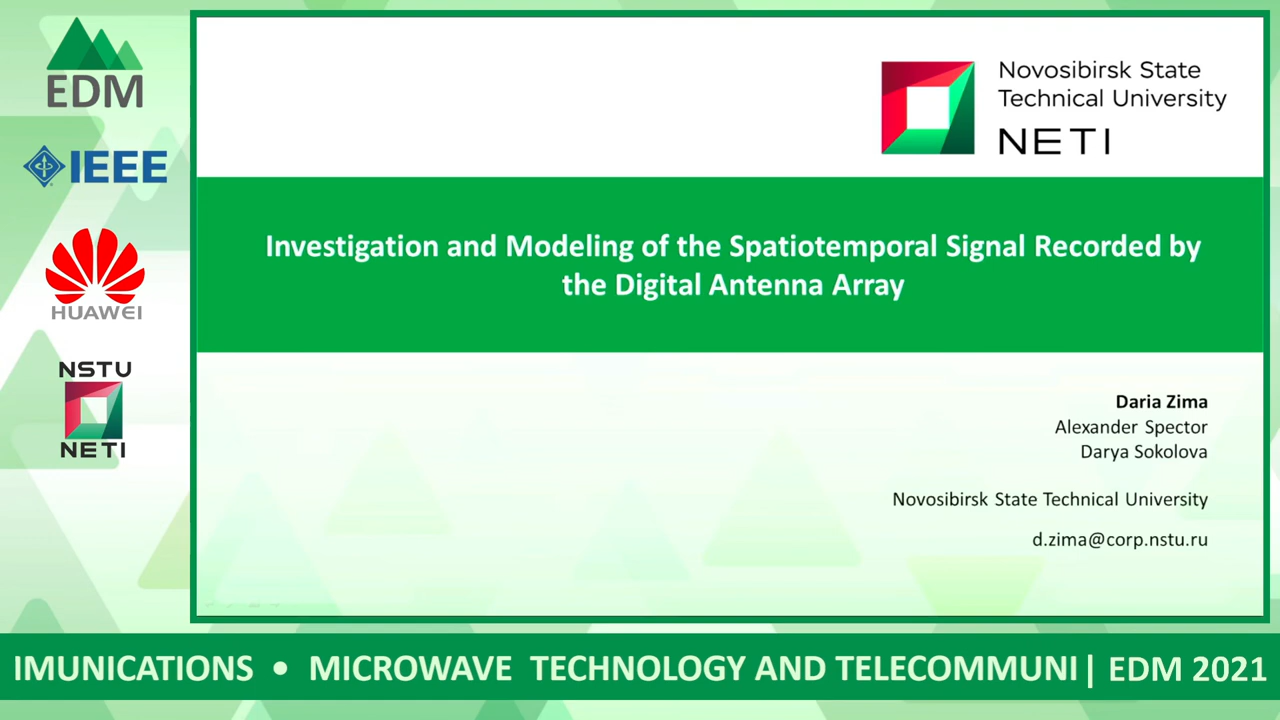 EDM
IEEE
HUAWEI
NSTU
NETI
Novosibirsk State
Technical University
NETI
Investigation and Modeling of the Spatiotemporal Signal Recorded by
the Digital Antenna Array
Daria Zima
Alexander Spector
Darya Sokolova
Novosibirsk State Technical University
d.zima@corp.nstu.ru
IMUNICATIONS • MICROWAVE TECHNOLOGY AND TELECOMMUNI | EDM 2021